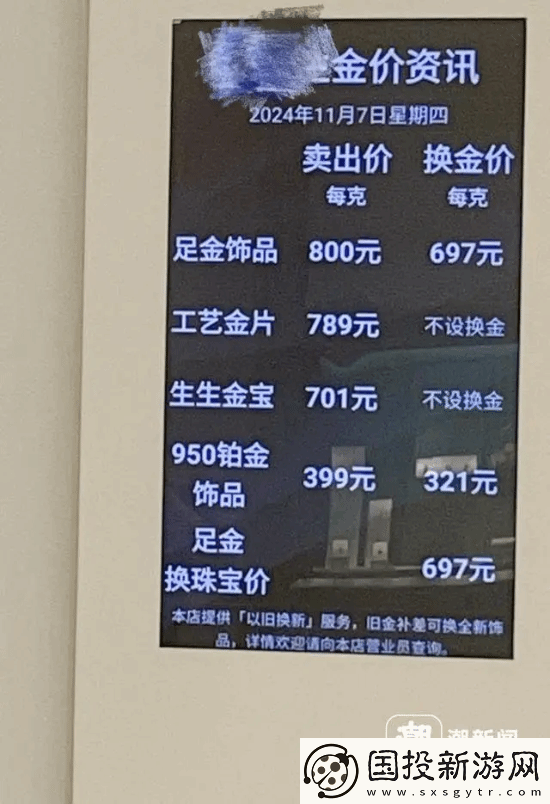 金价资讯
2024年11月7日星期四
卖出价 换金价
每克 每克
足金饰品 800元 697元
工艺金片 789元 不设换金
生生金宝 701元 不设换金
950铂金
饰品 399元 321元
足金
换珠宝价 697元
本店提供「以旧换新」服务，旧金补差可换全新饰
品，详情欢迎请向本店营业员查询。
潮 潮新闻
国投新游网
www.sxsgytr.com